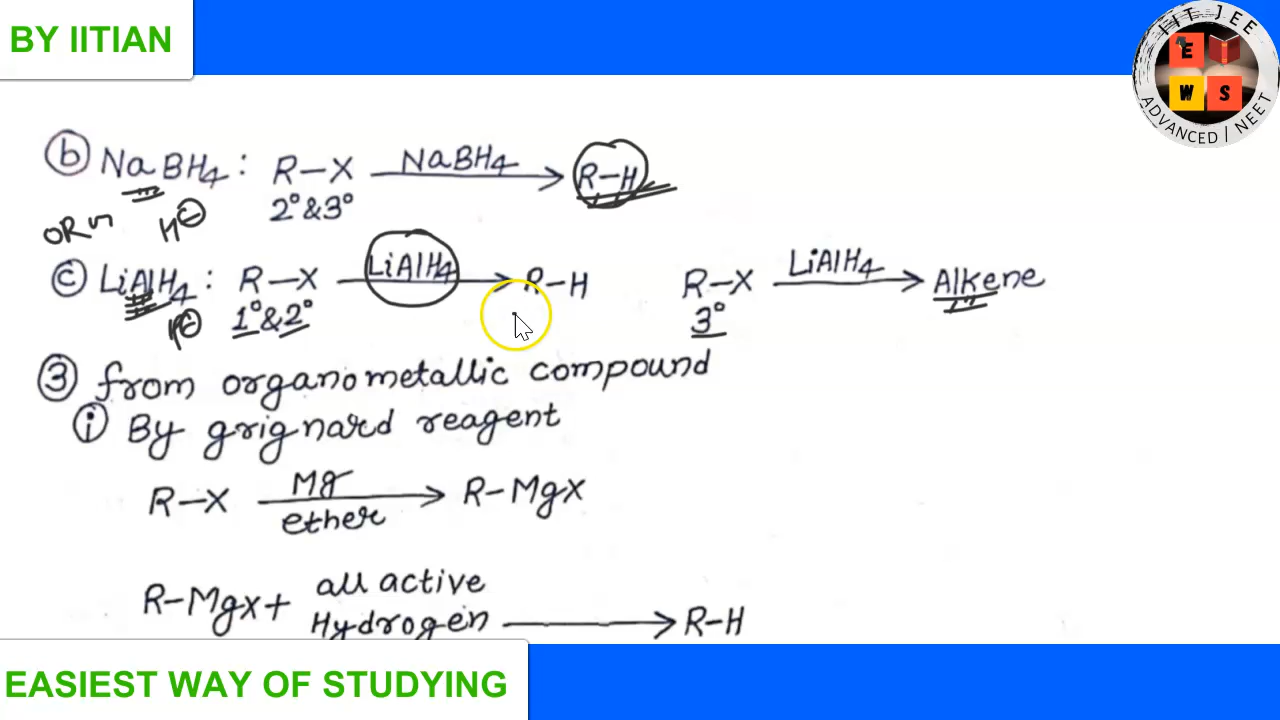 BY IITIAN
IIT JEE
E
W S
ADVANCED | NEET
ⓑ NaBH4 : R-X NaBH4 → R-H
2° & 3°
H⊖
ⓒ LiAlH4 : R-X LiAlH4 → R-H R-X LiAlH4 → Alkene
1° & 2° 3°
③ from organometallic compound
ⓘ By grignard reagent
R-X Mg → R-MgX
ether
R-Mgx + all active
Hydrogen → R-H
EASIEST WAY OF STUDYING